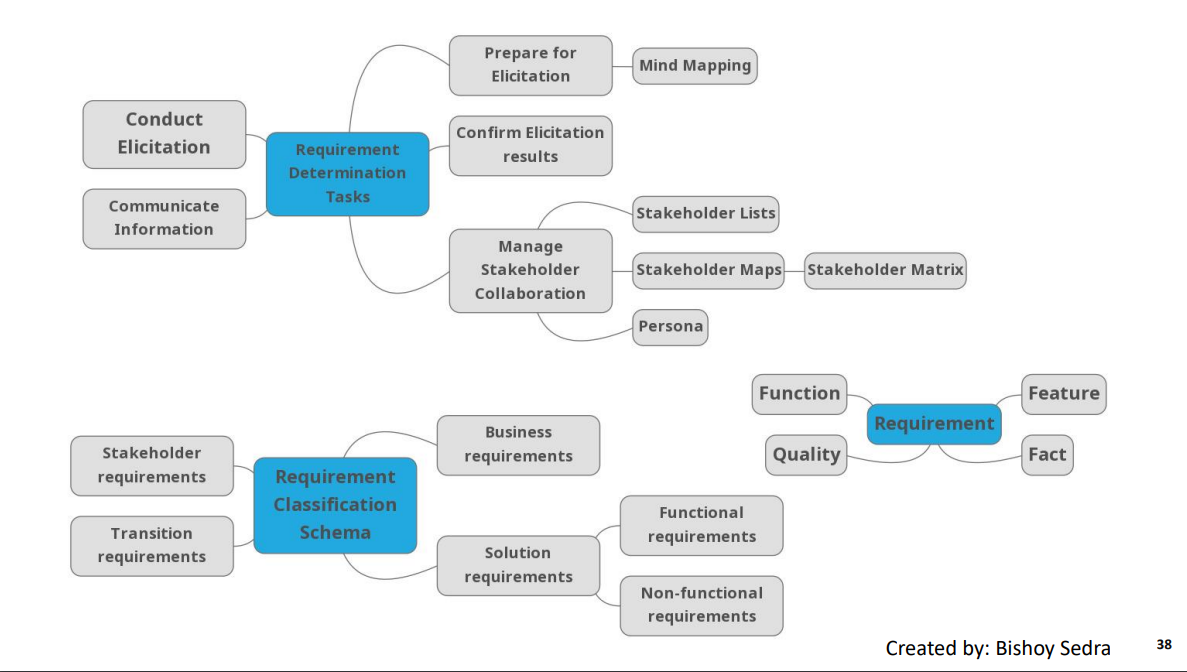 Prepare for
Elicitation
Mind Mapping
Conduct
Elicitation
Confirm Elicitation
results
Requirement
Determination
Tasks
Communicate
Information
Stakeholder Lists
Manage
Stakeholder
Collaboration
Stakeholder Maps
Stakeholder Matrix
Persona
Function
Feature
Requirement
Quality
Fact
Business
requirements
Stakeholder
requirements
Requirement
Classification
Schema
Transition
requirements
Functional
requirements
Solution
requirements
Non-functional
requirements
Created by: Bishoy Sedra
38